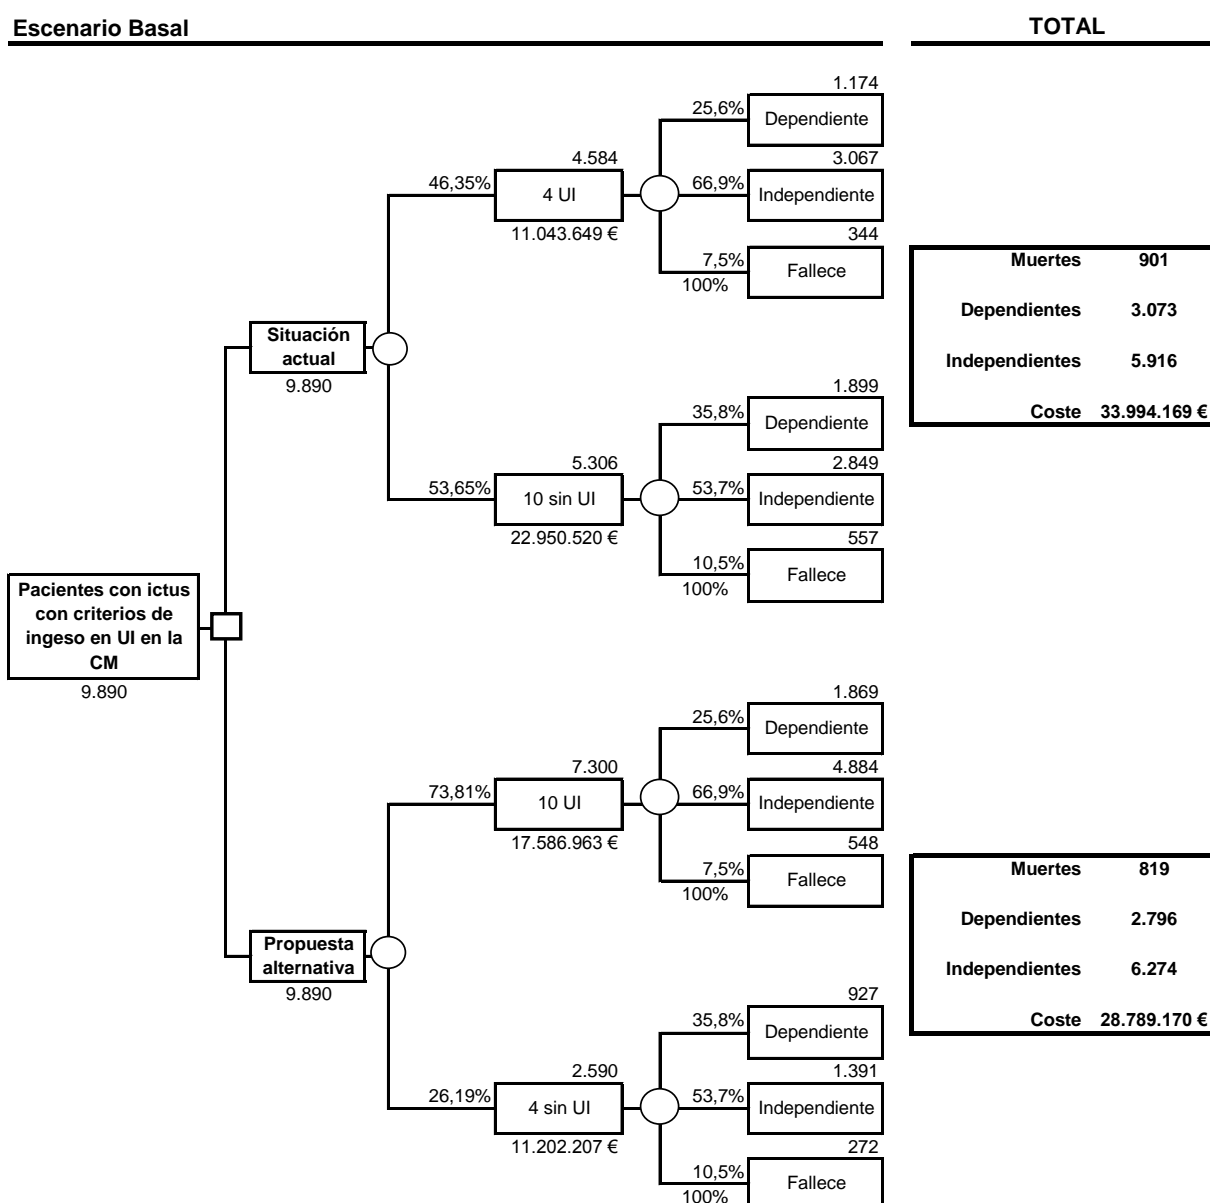 Escenario Basal
TOTAL
1.174
25,6%
Dependiente
4.584
3.067
46,35%
4 UI
66,9%
Independiente
11.043.649 €
344
7,5%
Fallece
100%
Muertes 901
Dependientes 3.073
Independientes 5.916
Coste 33.994.169 €
Situación
actual
9.890
1.899
35,8%
Dependiente
5.306
2.849
53,65%
10 sin UI
53,7%
Independiente
22.950.520 €
557
10,5%
Fallece
100%
Pacientes con ictus
con criterios de
ingeso en UI en la
CM
9.890
1.869
25,6%
Dependiente
7.300
4.884
73,81%
10 UI
66,9%
Independiente
17.586.963 €
548
7,5%
Fallece
100%
Muertes 819
Dependientes 2.796
Independientes 6.274
Coste 28.789.170 €
Propuesta
alternativa
9.890
927
35,8%
Dependiente
2.590
1.391
26,19%
4 sin UI
53,7%
Independiente
11.202.207 €
272
10,5%
Fallece
100%